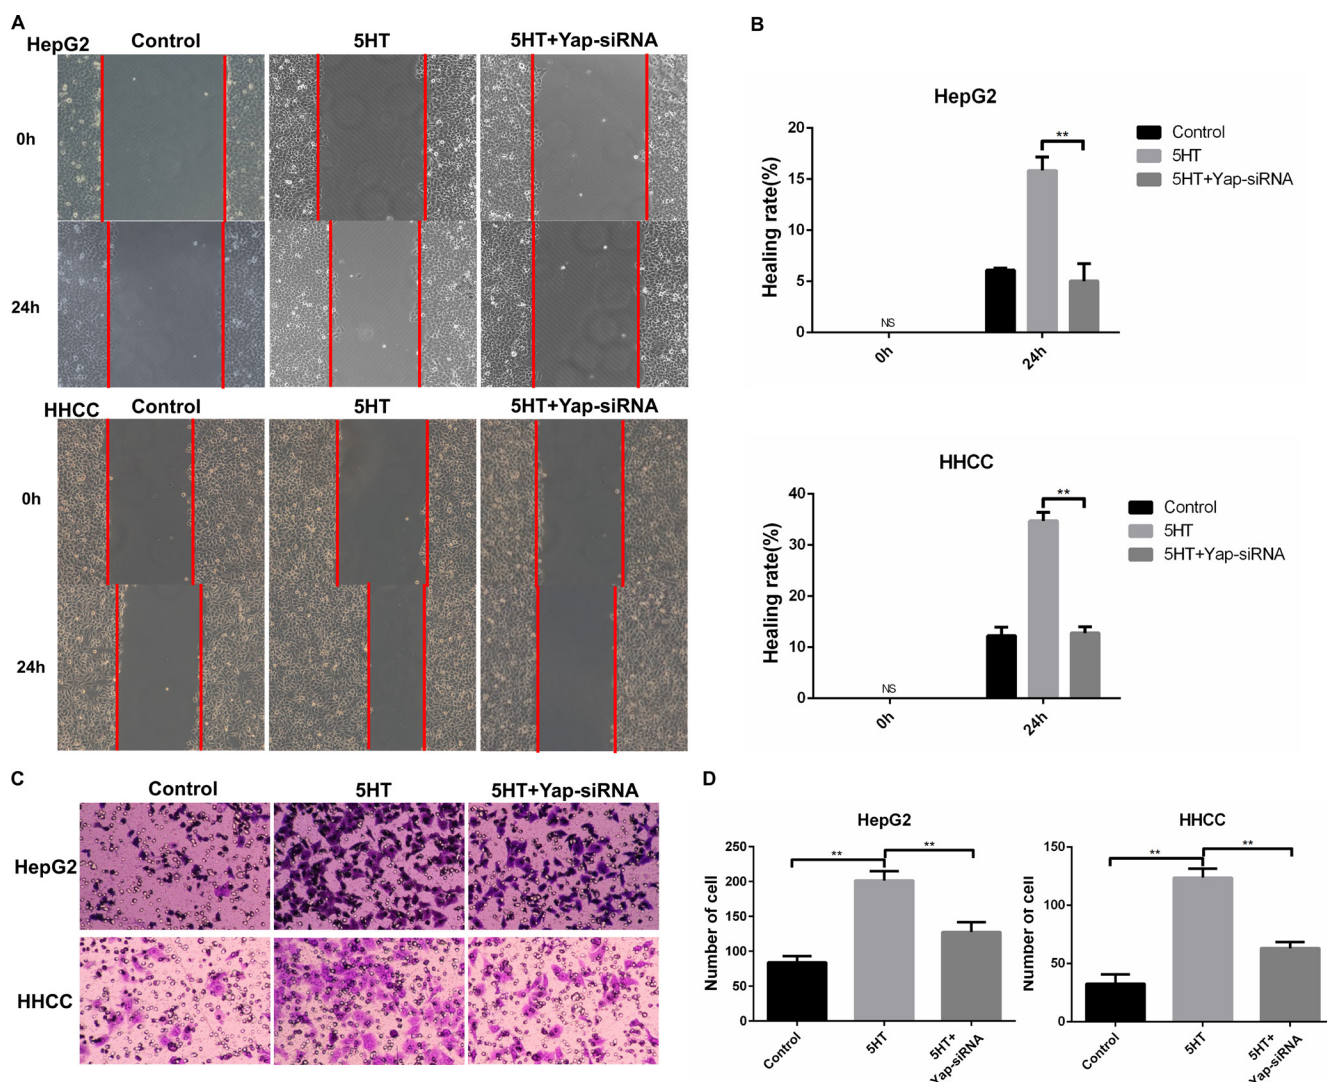 A
HepG2 Control 5HT 5HT+Yap-siRNA
0h
24h
HHCC Control 5HT 5HT+Yap-siRNA
0h
24h
B
HepG2
Healing rate(%)
20
15
10
5
0
NS
**
0h 24h
Control
5HT
5HT+Yap-siRNA
HHCC
Healing rate(%)
40
30
20
10
0
NS
**
0h 24h
Control
5HT
5HT+Yap-siRNA
C
Control 5HT 5HT+Yap-siRNA
HepG2
HHCC
D
HepG2
Number of cell
250
200
150
100
50
0
** **
Control 5HT 5HT+
Yap-siRNA
HHCC
Number of cell
150
100
50
0
** **
Control 5HT 5HT+
Yap-siRNA